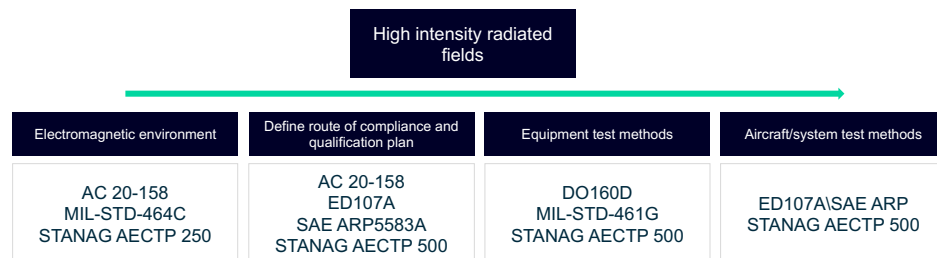 High intensity radiated
fields
Electromagnetic environment
Define route of compliance and
qualification plan
Equipment test methods
Aircraft/system test methods
AC 20-158
MIL-STD-464C
STANAG AECTP 250
AC 20-158
ED107A
SAE ARP5583A
STANAG AECTP 500
DO160D
MIL-STD-461G
STANAG AECTP 500
ED107A\SAE ARP
STANAG AECTP 500